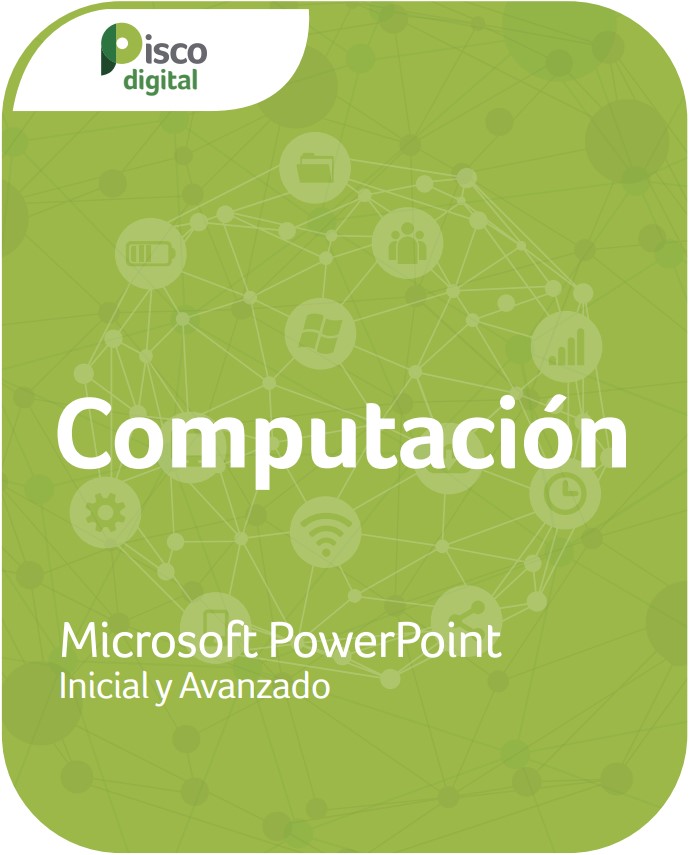 Pisco
digital
Computación
Microsoft PowerPoint
Inicial y Avanzado